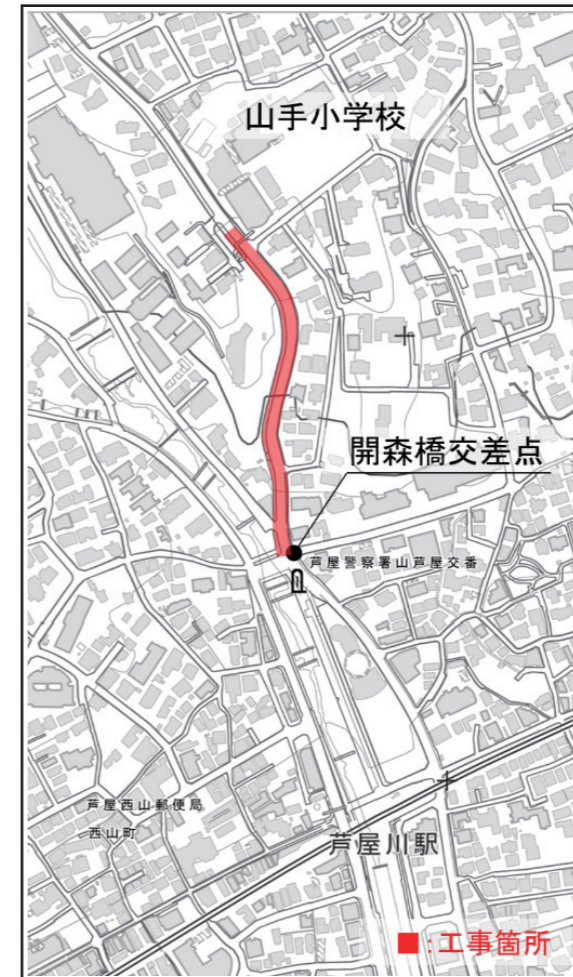 山手小学校
開森橋交差点
芦屋警察署山芦屋交番
芦屋西山郵便局
西山町
芦屋川駅
■:工事箇所